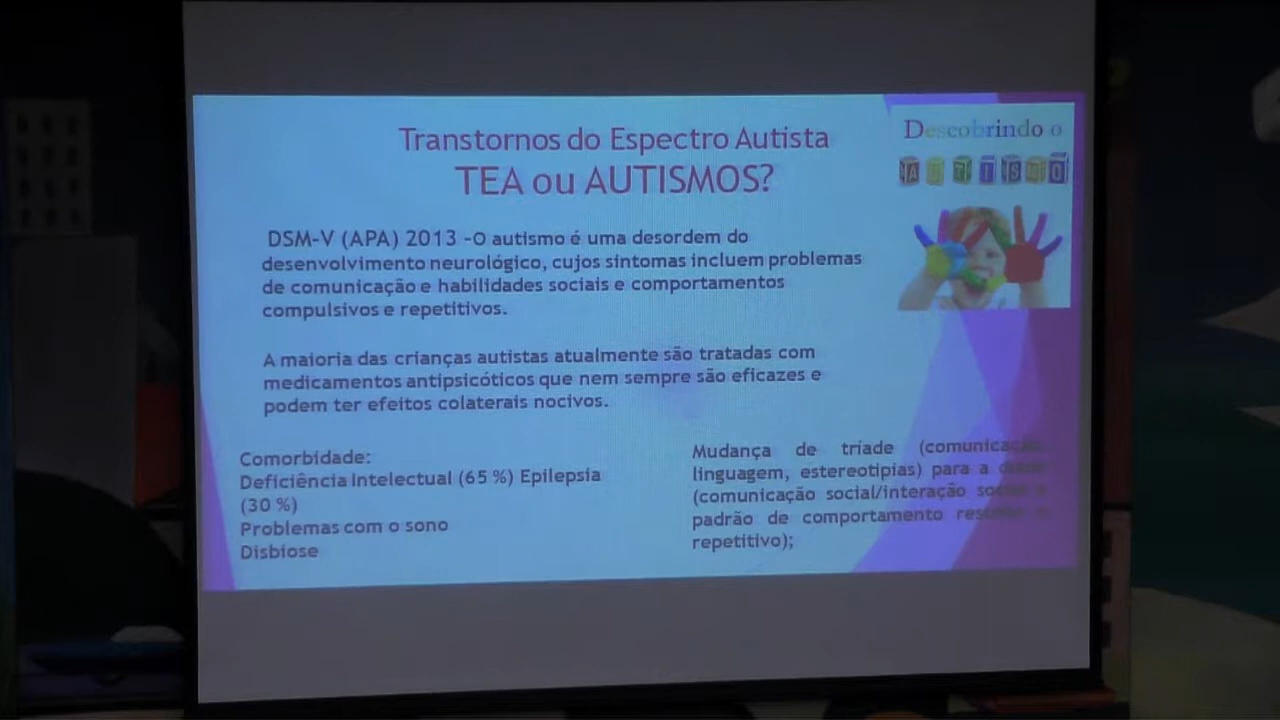 Transtornos do Espectro Autista
TEA ou AUTISMOS?
Descobrindo o
AUTISMO
DSM-V (APA) 2013 -O autismo é uma desordem do
desenvolvimento neurológico, cujos sintomas incluem problemas
de comunicação e habilidades sociais e comportamentos
compulsivos e repetitivos.
A maioria das crianças autistas atualmente são tratadas com
medicamentos antipsicóticos que nem sempre são eficazes e
podem ter efeitos colaterais nocivos.
Comorbidade:
Deficiência Intelectual (65 %) Epilepsia
(30 %)
Problemas com o sono
Disbiose
Mudança de tríade (comunicação,
linguagem, estereotipias) para a
(comunicação social/interação
padrão de comportamento
repetitivo);